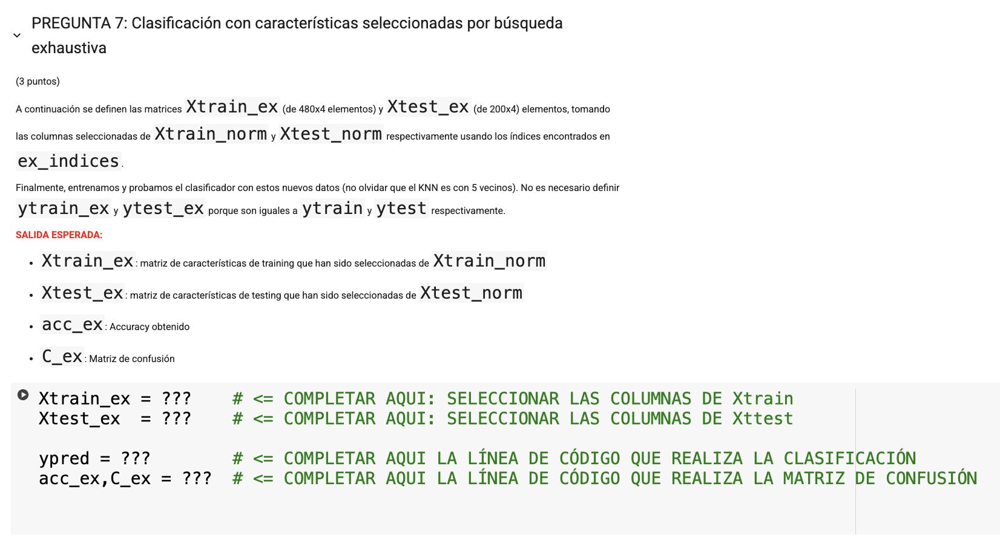 PREGUNTA 7: Clasificación con características seleccionadas por búsqueda
exhaustiva
(3 puntos)
A continuación se definen las matrices Xtrain_ex (de 480x4 elementos) y Xtest_ex (de 200x4) elementos, tomando
las columnas seleccionadas de Xtrain_norm y Xtest_norm respectivamente usando los índices encontrados en
ex_indices.
Finalmente, entrenamos y probamos el clasificador con estos nuevos datos (no olvidar que el KNN es con 5 vecinos). No es necesario definir
ytrain_ex y ytest_ex porque son iguales a ytrain y ytest respectivamente.
SALIDA ESPERADA:
• Xtrain_ex: matriz de características de training que han sido seleccionadas de Xtrain_norm
• Xtest_ex: matriz de características de testing que han sido seleccionadas de Xtest_norm
• acc_ex: Accuracy obtenido
• C_ex: Matriz de confusión
Xtrain_ex = ??? # <= COMPLETAR AQUI: SELECCIONAR LAS COLUMNAS DE Xtrain
Xtest_ex = ??? # <= COMPLETAR AQUI: SELECCIONAR LAS COLUMNAS DE Xttest
ypred = ??? # <= COMPLETAR AQUI LA LÍNEA DE CÓDIGO QUE REALIZA LA CLASIFICACIÓN
acc_ex,C_ex = ??? # <= COMPLETAR AQUI LA LÍNEA DE CÓDIGO QUE REALIZA LA MATRIZ DE CONFUSIÓN